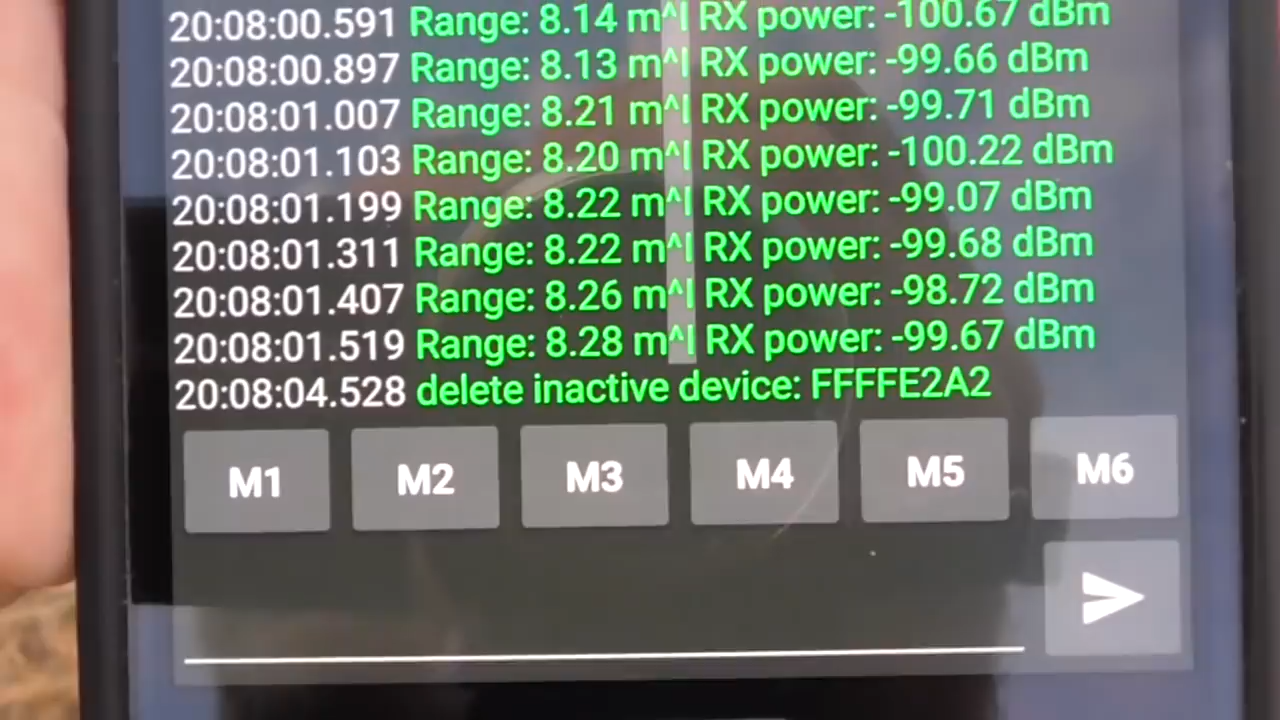 20:08:00.591 Range: 8.14 m^I RX power: -100.67 dBm
20:08:00.897 Range: 8.13 m^I RX power: -99.66 dBm
20:08:01.007 Range: 8.21 m^I RX power: -99.71 dBm
20:08:01.103 Range: 8.20 m^I RX power: -100.22 dBm
20:08:01.199 Range: 8.22 m^I RX power: -99.07 dBm
20:08:01.311 Range: 8.22 m^I RX power: -99.68 dBm
20:08:01.407 Range: 8.26 m^I RX power: -98.72 dBm
20:08:01.519 Range: 8.28 m^I RX power: -99.67 dBm
20:08:04.528 delete inactive device: FFFFE2A2
M1 M2 M3 M4 M5 M6